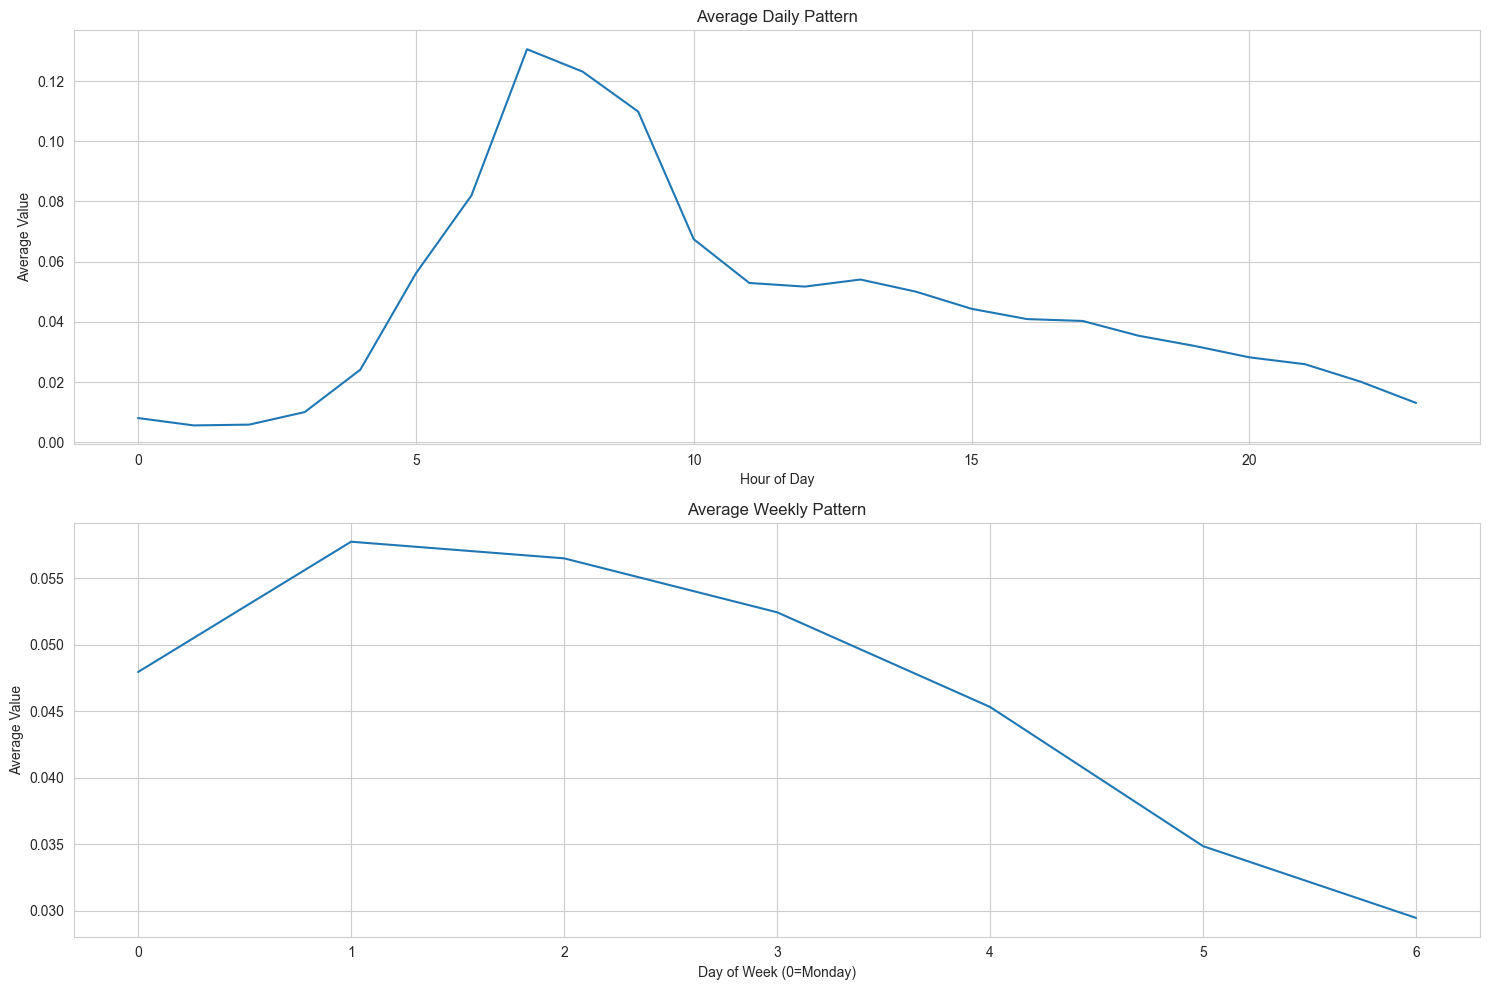 Average Daily Pattern
0.12
0.10
0.08
0.06
0.04
0.02
0.00
Average Value
0 5 10 15 20
Hour of Day
Average Weekly Pattern
0.055
0.050
0.045
0.040
0.035
0.030
Average Value
0 1 2 3 4 5 6
Day of Week (0=Monday)